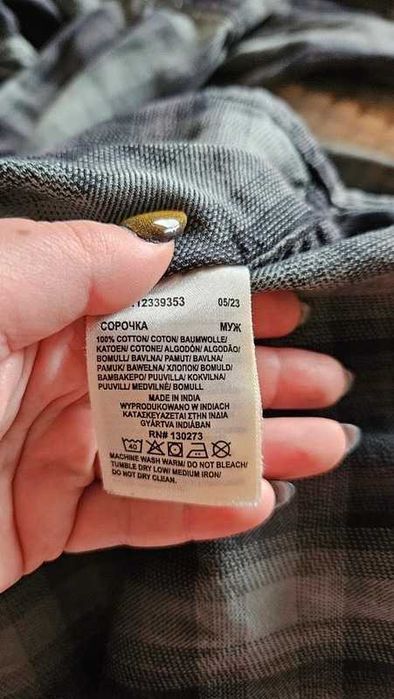 12339353 05/23
СОРОЧКА МУЖ
100% COTTON/ COTON/ BAUMWOLLE/
KATOEN/ COTONE/ ALGODÓN/ ALGODÃO/
BOMULL/ BAVLNA/ PAMUT/ BAVLNA/
PAMUK/ BAWEŁNA/ ХЛОПОК/ BOMULD/
ΒΑΜΒΑΚΕΡΟ/ PUUVILLA/ KOKVILNA/
PUUVILL/ MEDVILNĖ/ BOMULL
MADE IN INDIA
WYPRODUKOWANO W INDIACH
ΚΑΤΑΣΚΕΥΑΖΕΤΑΙ ΣΤΗΝ ΙΝΔΙΑ
GYÁRTVA INDIÁBAN
RN# 130273
40
MACHINE WASH WARM/ DO NOT BLEACH/
TUMBLE DRY LOW/ MEDIUM IRON/
DO NOT DRY CLEAN.